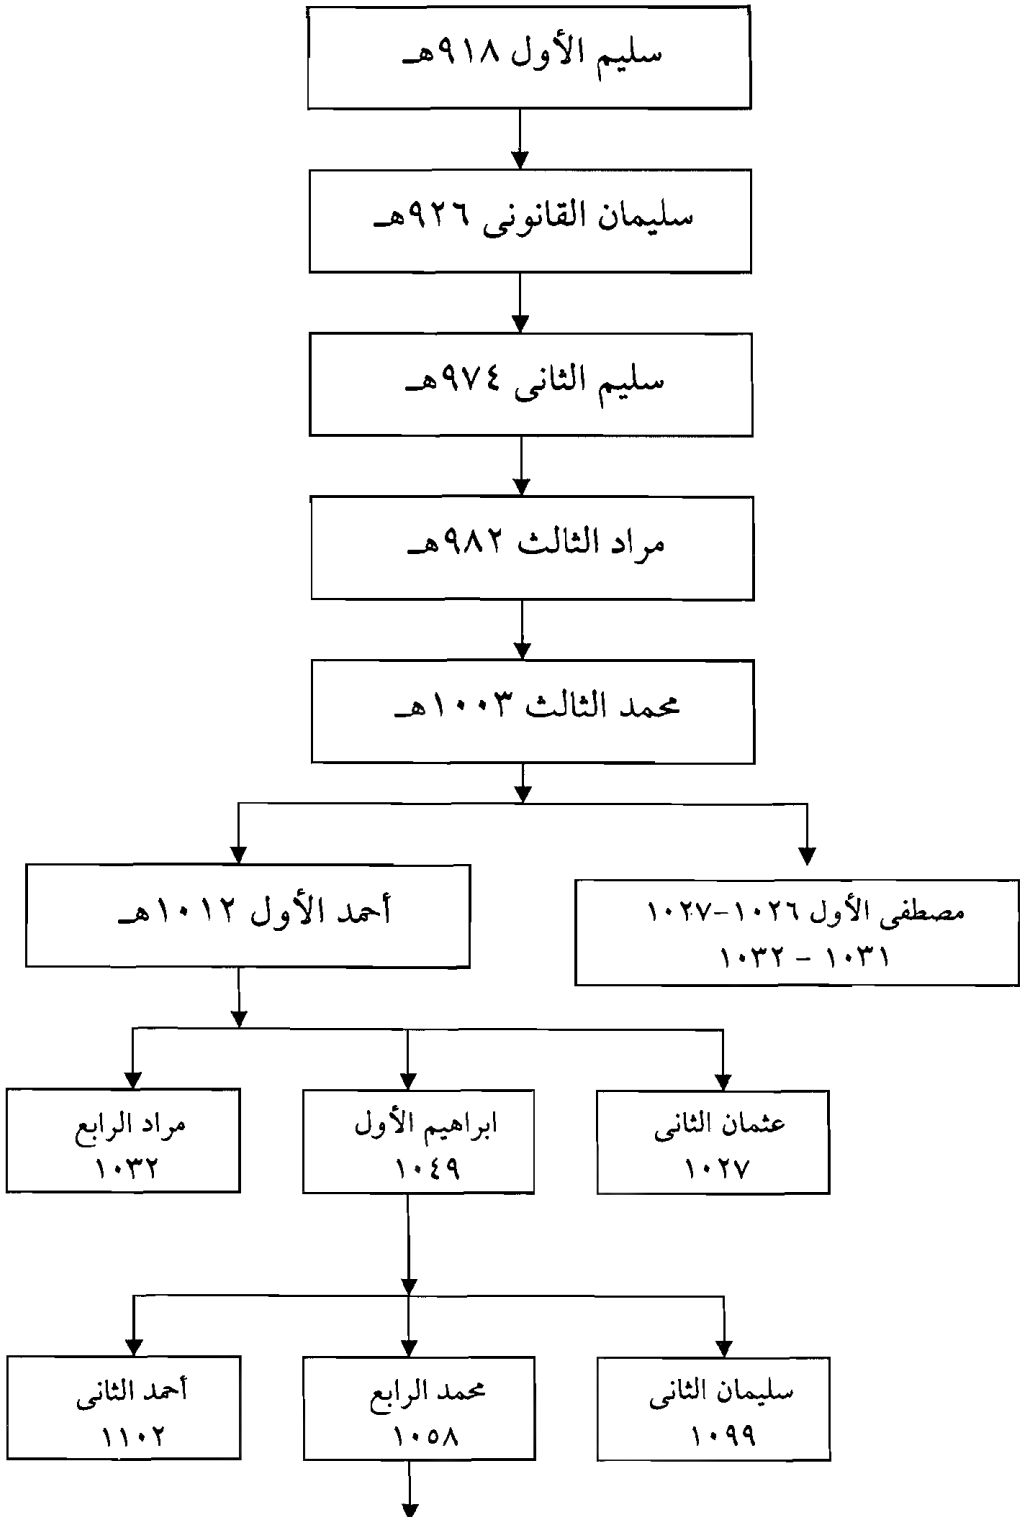 سليم الأول ٩١٨هـ
سليمان القانونى ٩٢٦هـ
سليم الثانى ٩٧٤هـ
مراد الثالث ٩٨٢هـ
محمد الثالث ١٠٠٣هـ
مصطفى الأول ١٠٢٦-١٠٢٧
١٠٣١ - ١٠٣٢
أحمد الأول ١٠١٢هـ
عثمان الثانى
١٠٢٧
ابراهيم الأول
١٠٤٩
مراد الرابع
١٠٣٢
سليمان الثانى
١٠٩٩
محمد الرابع
١٠٥٨
أحمد الثانى
١١٠٢